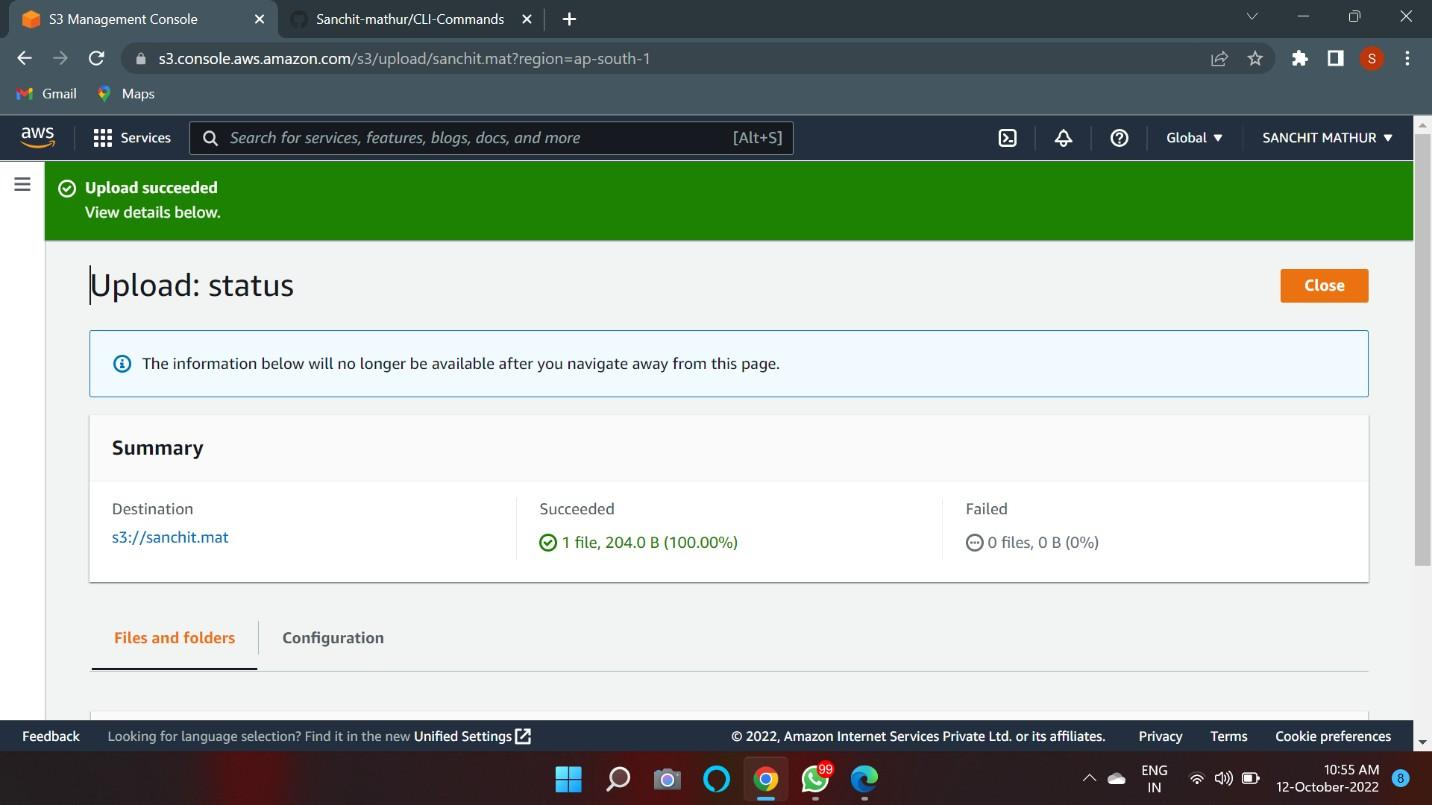 S3 Management Console
Sanchit-mathur/CLI-Commands
s3.console.aws.amazon.com/s3/upload/sanchit.mat?region=ap-south-1
S
Gmail
Maps
aws
Services
Search for services, features, blogs, docs, and more
[Alt+S]
Global
SANCHIT MATHUR
Upload succeeded
View details below.
Upload: status
Close
The information below will no longer be available after you navigate away from this page.
Summary
Destination
s3://sanchit.mat
Succeeded
1 file, 204.0 B (100.00%)
Failed
0 files, 0 B (0%)
Files and folders
Configuration
Feedback
Looking for language selection? Find it in the new Unified Settings
© 2022, Amazon Internet Services Private Ltd. or its affiliates.
Privacy
Terms
Cookie preferences
99
ENG
IN
10:55 AM
12-October-2022
8